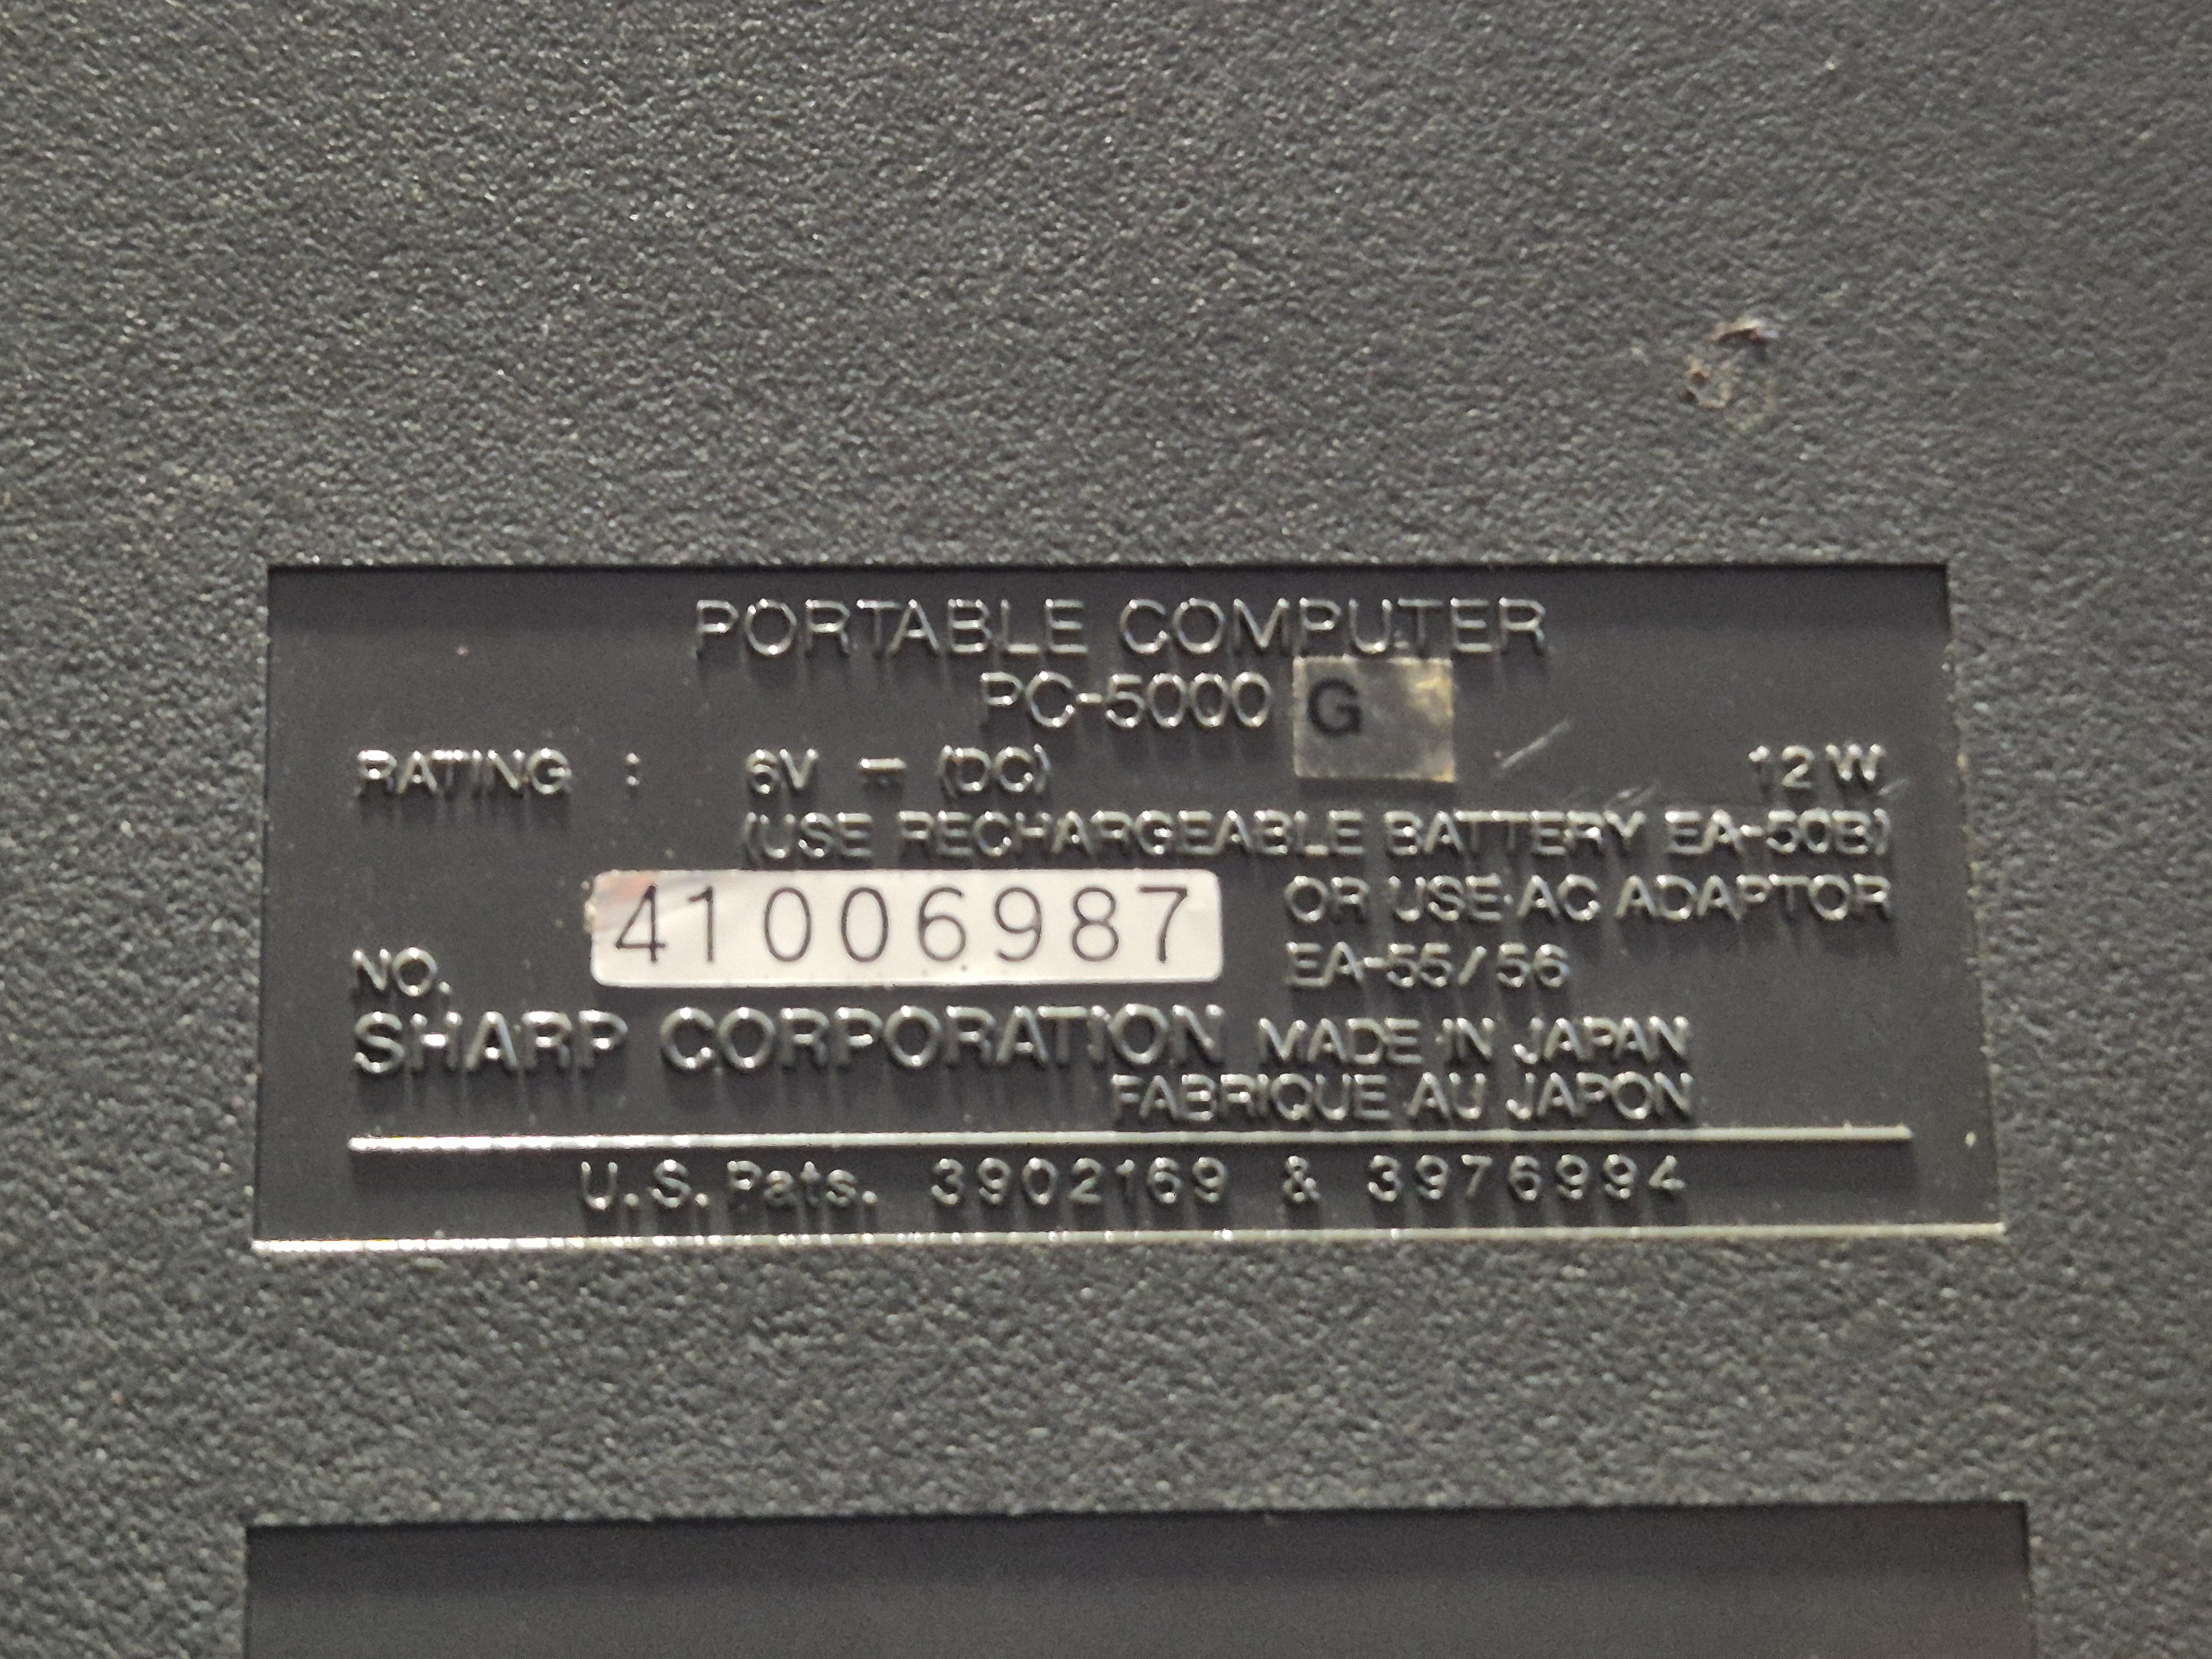 PORTABLE COMPUTER
PC-5000 G
RATING : 6V ⎓ (DC) 12W
(USE RECHARGEABLE BATTERY EA-50B)
OR USE AC ADAPTOR
EA-55/56
NO. 41006987
SHARP CORPORATION MADE IN JAPAN
FABRIQUE AU JAPON
U.S. Pats. 3902169 & 3976994